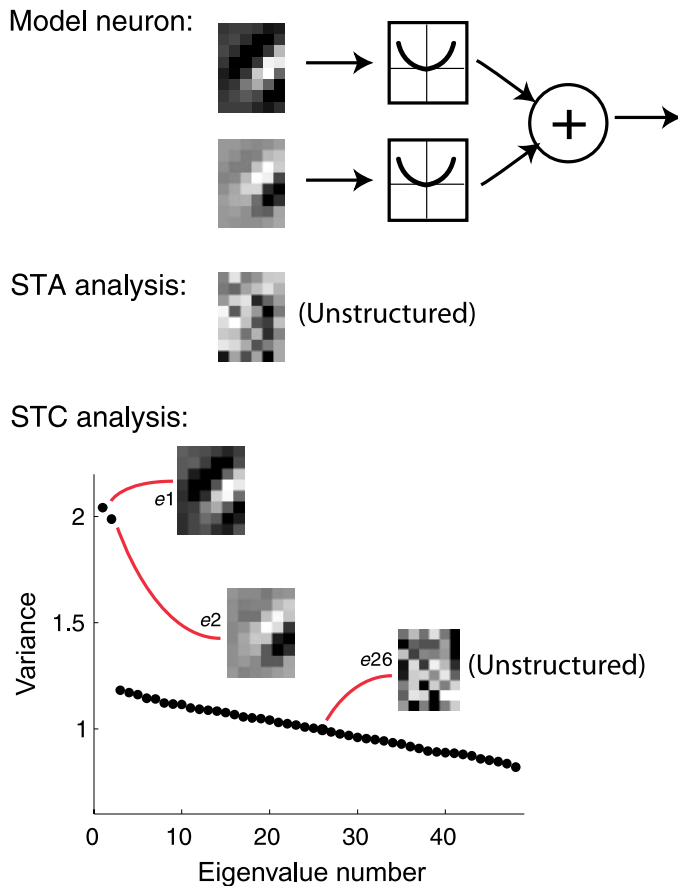 Model neuron:
+
STA analysis:
(Unstructured)
STC analysis:
e1
2
e2
1.5
e26
(Unstructured)
Variance
1
0 10 20 30 40
Eigenvalue number